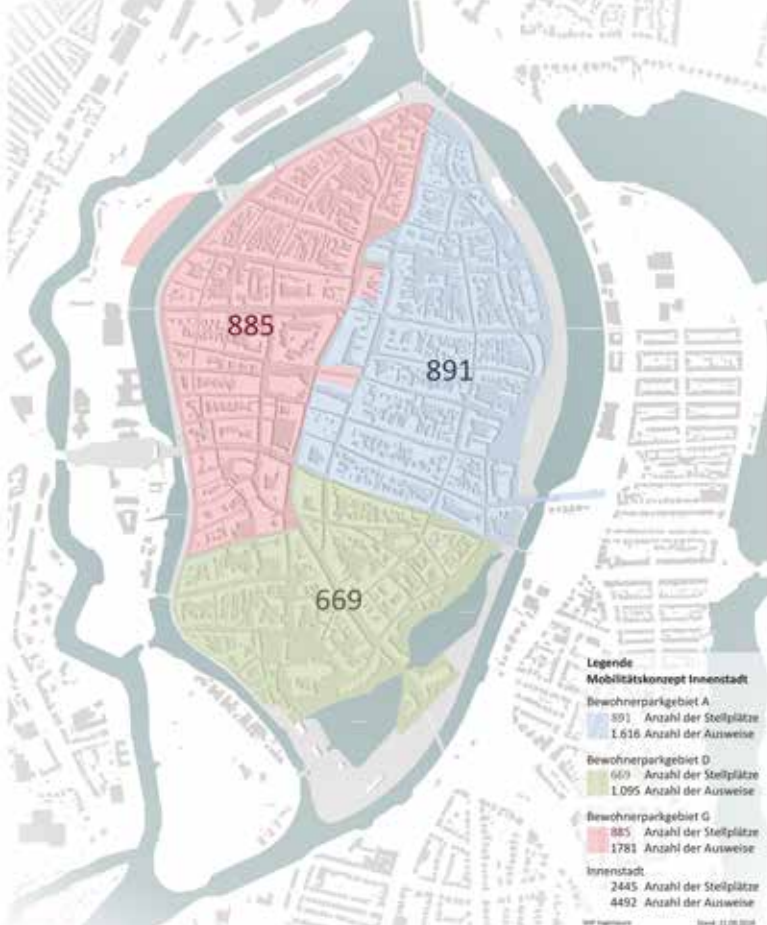 885
891
669
Legende
Mobilitätskonzept Innenstadt
Bewohnerparkgebiet A
891 Anzahl der Stellplätze
1.616 Anzahl der Ausweise
Bewohnerparkgebiet D
669 Anzahl der Stellplätze
1.095 Anzahl der Ausweise
Bewohnerparkgebiet G
885 Anzahl der Stellplätze
1781 Anzahl der Ausweise
Innenstadt
2445 Anzahl der Stellplätze
4492 Anzahl der Ausweise